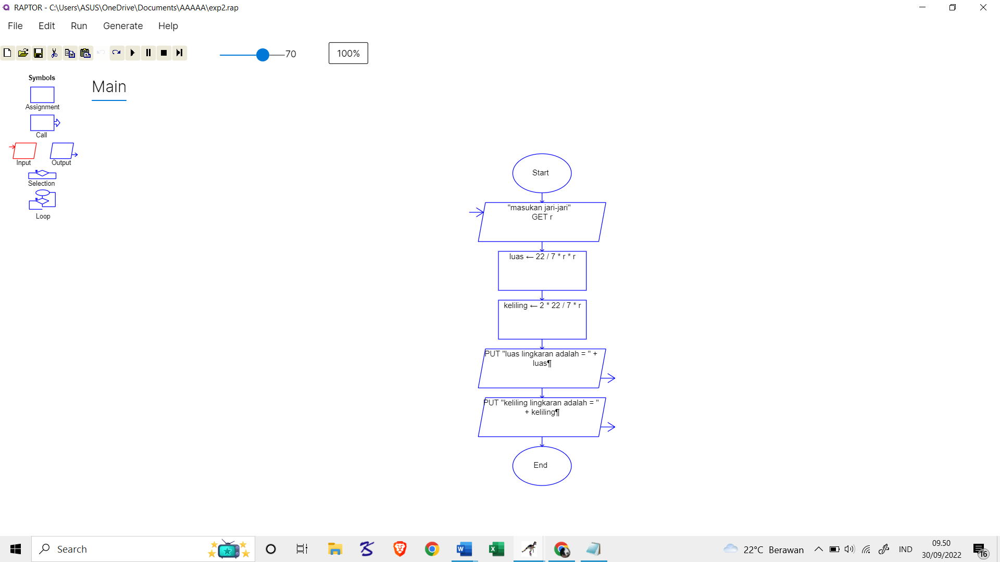 RAPTOR - C:\Users\ASUS\OneDrive\Documents\AAAAA\exp2.rap
File Edit Run Generate Help
70
100%
Symbols
Assignment
Call
Input Output
Selection
Loop
Main
Start
"masukan jari-jari"
GET r
luas ← 22 / 7 * r * r
keliling ← 2 * 22 / 7 * r
PUT "luas lingkaran adalah = " +
luas¶
PUT "keliling lingkaran adalah = "
+ keliling¶
End
Search
22°C Berawan
IND
09.50
30/09/2022
16